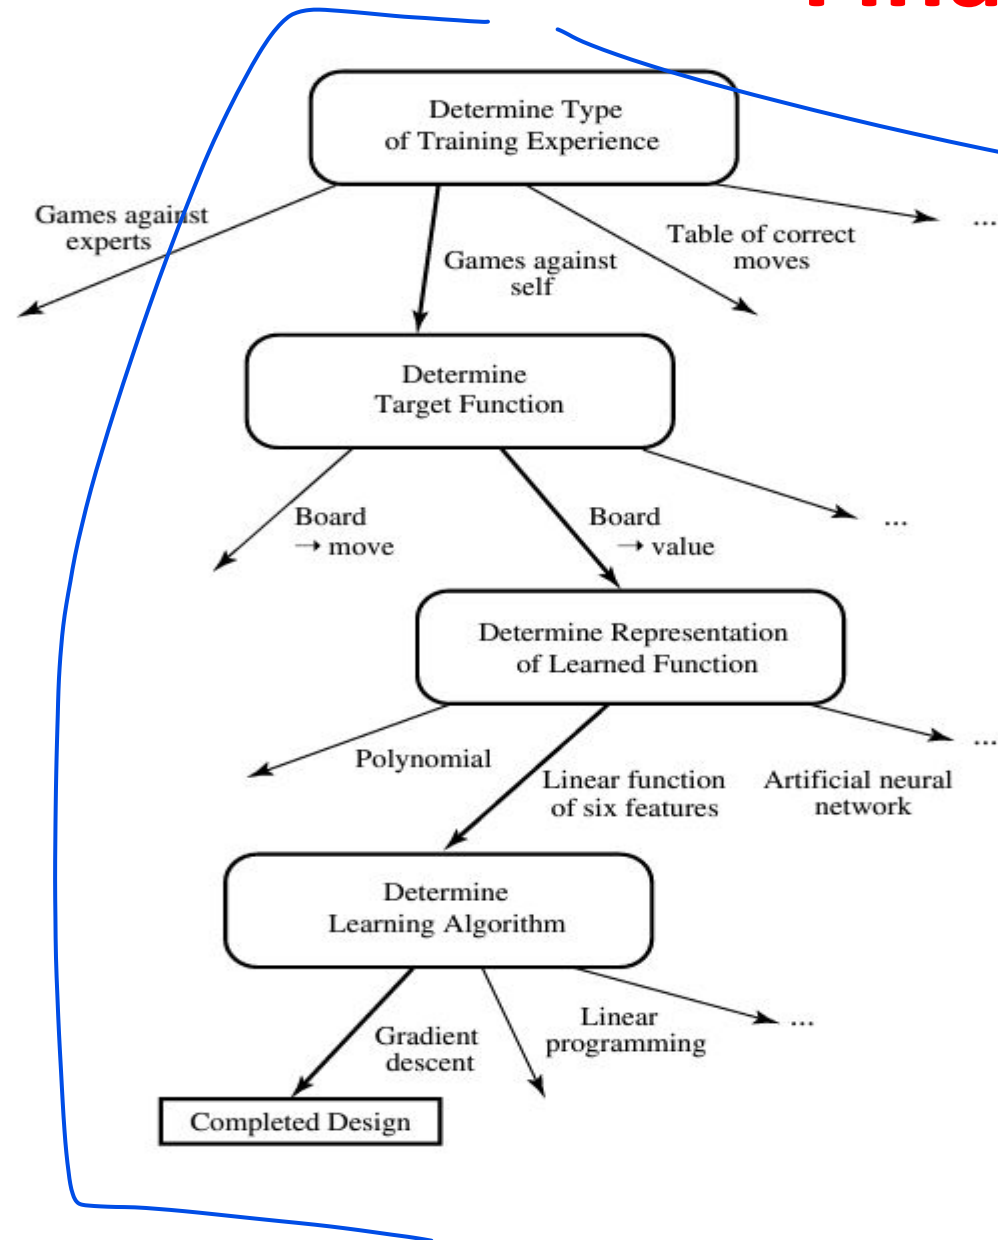 Determine Type
of Training Experience
Games against
experts
Games against
self
Table of correct
moves
...
Determine
Target Function
Board
→ move
Board
→ value
...
Determine Representation
of Learned Function
Polynomial
Linear function
of six features
Artificial neural
network
...
Determine
Learning Algorithm
Gradient
descent
Linear
programming
...
Completed Design